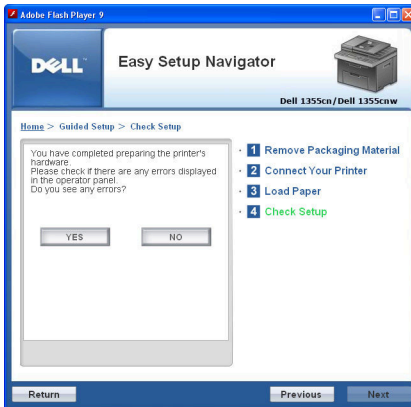 Adobe Flash Player 9
DELL™
Easy Setup Navigator
Dell 1355cn/Dell 1355cnw
Home > Guided Setup > Check Setup
You have completed preparing the printer's
hardware.
Please check if there are any errors displayed
in the operator panel.
Do you see any errors?
YES
NO
1 Remove Packaging Material
2 Connect Your Printer
3 Load Paper
4 Check Setup
Return
Previous
Next